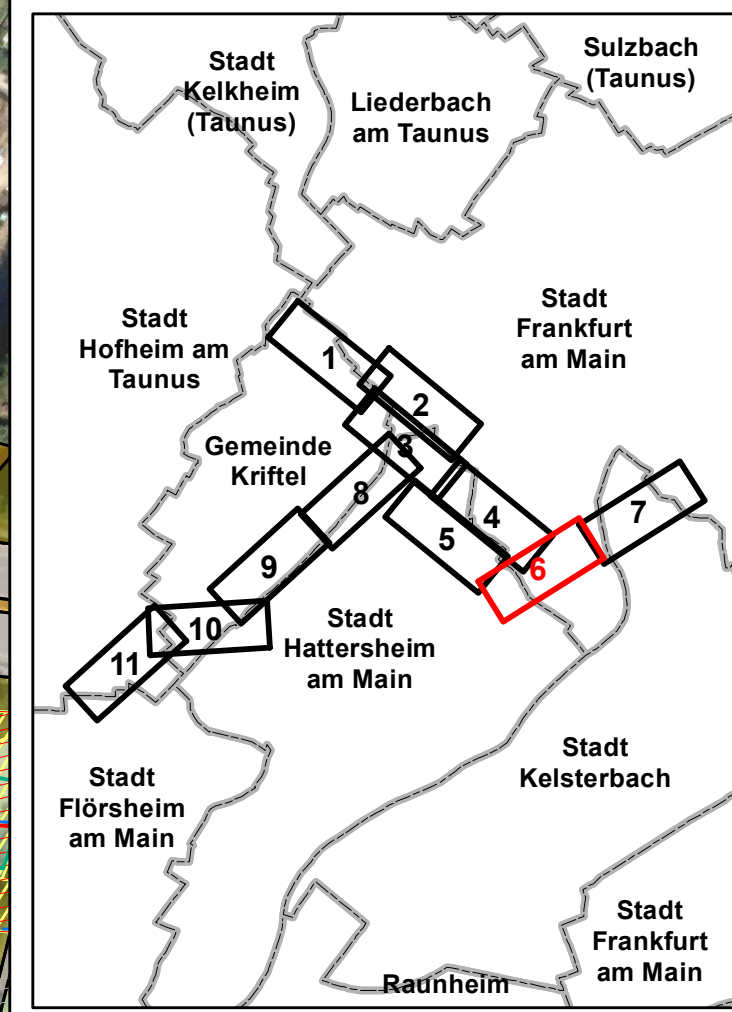 Sulzbach
(Taunus)
Stadt
Kelkheim
(Taunus)
Liederbach
am Taunus
Stadt
Hofheim am
Taunus
Stadt
Frankfurt
am Main
1
2
3
Gemeinde
Kriftel
8
4
7
5
6
9
10
11
Stadt
Hattersheim
am Main
Stadt
Kelsterbach
Stadt
Flörsheim
am Main
Stadt
Frankfurt
am Main
Raunheim